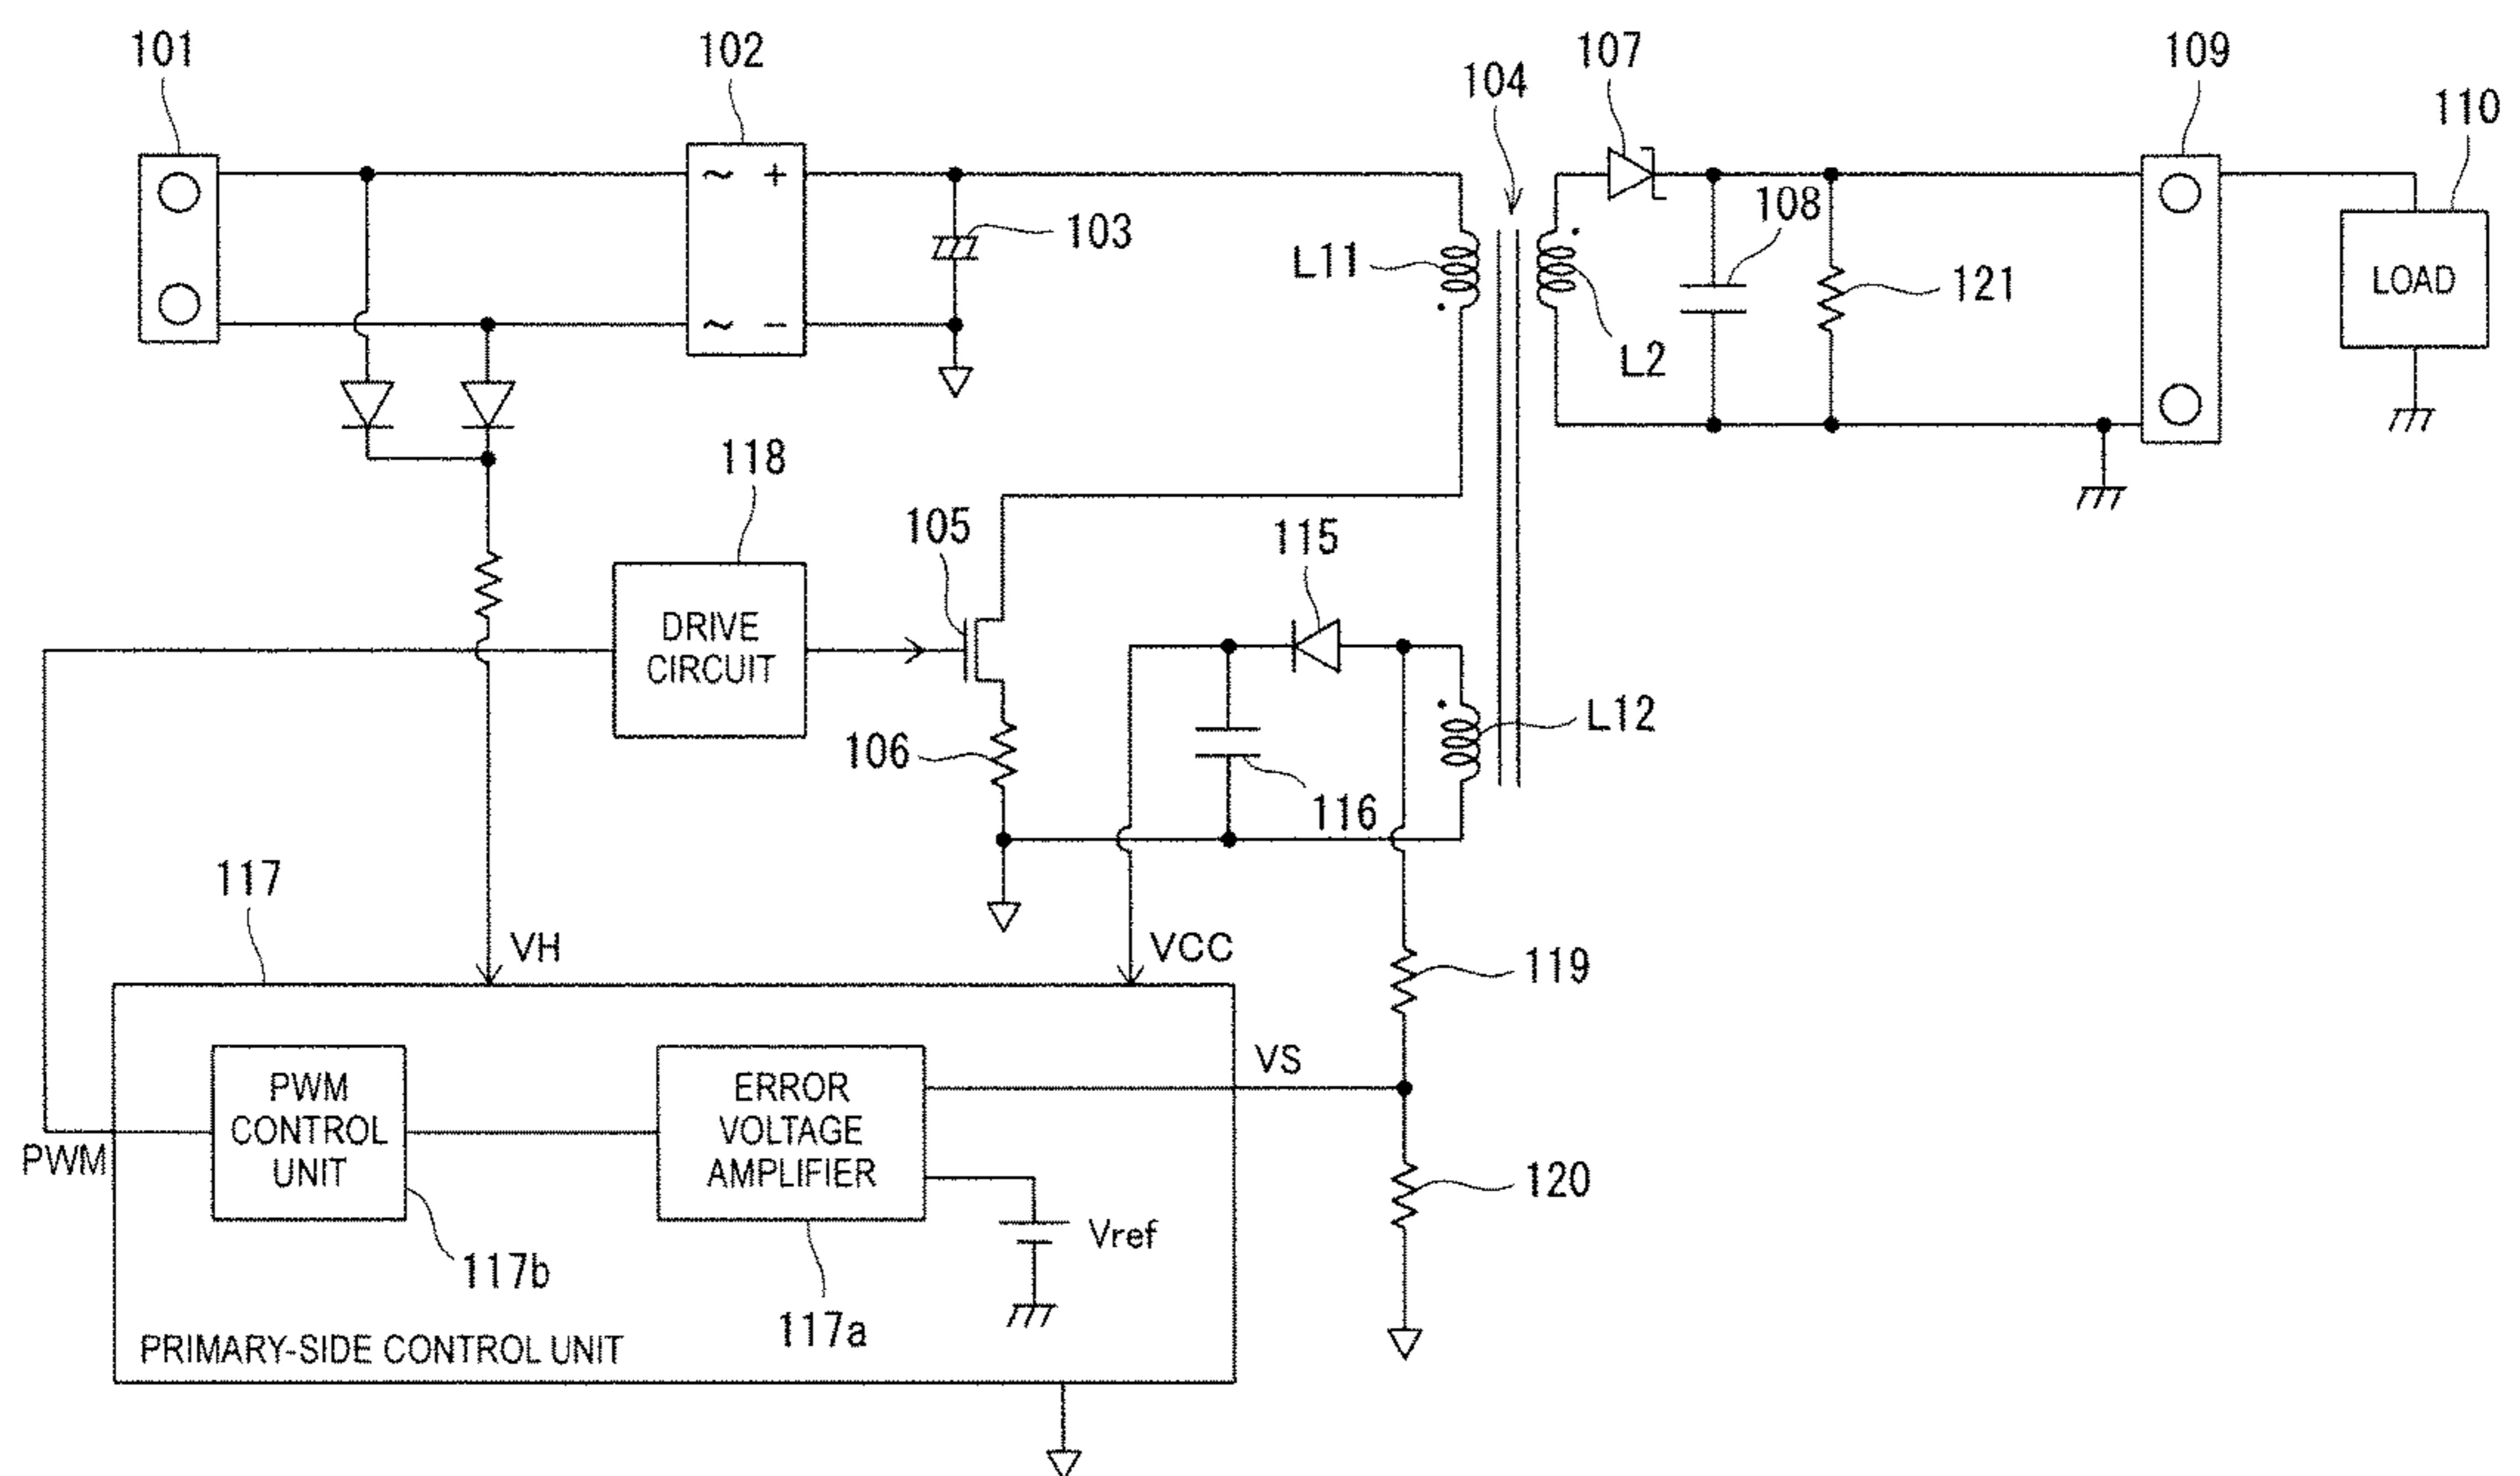 101
102
107
109
104
110
~ +
103
108
L11
121
LOAD
~ −
L2
118
105
115
DRIVE
CIRCUIT
L12
106
116
117
VH
VCC
119
VS
PWM
CONTROL
UNIT
ERROR
VOLTAGE
AMPLIFIER
PWM
120
Vref
117b
117a
PRIMARY-SIDE CONTROL UNIT